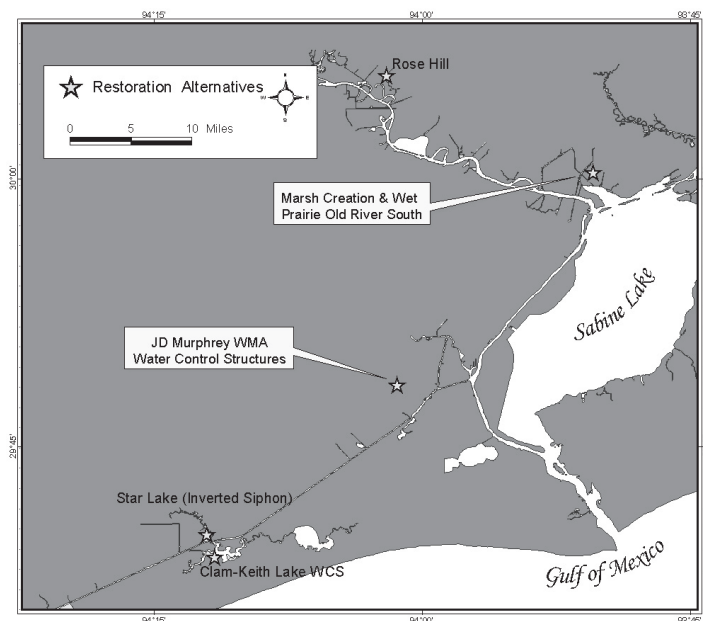 94°15'
94°00'
93°45'
Rose Hill
Restoration Alternatives
N
W
E
S
0
5
10 Miles
30°00'
Marsh Creation & Wet
Prairie Old River South
Sabine Lake
JD Murphrey WMA
Water Control Structures
29°45'
Star Lake (Inverted Siphon)
Clam-Keith Lake WCS
Gulf of Mexico
94°15'
94°00'
93°45'